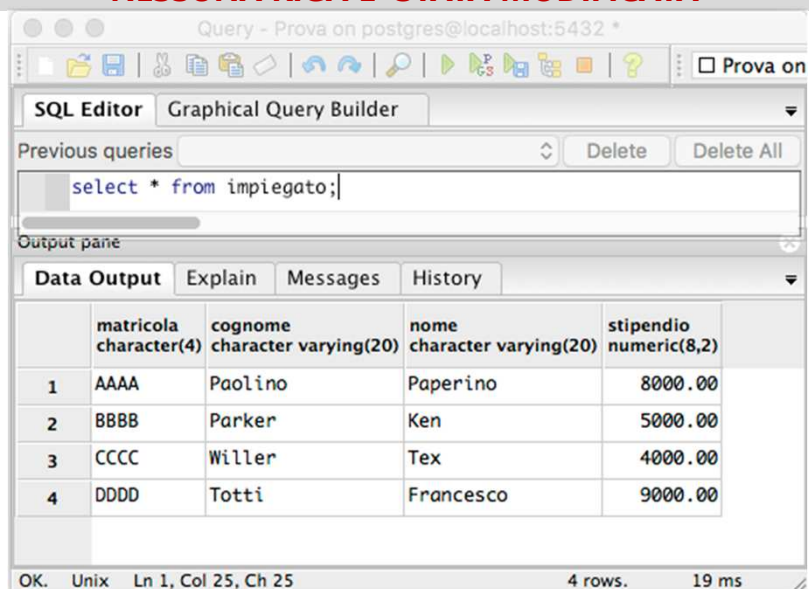 NESSUNA RIGA È STATA MODIFICATA
Query - Prova on postgres@localhost:5432 *
Prova on
SQL Editor Graphical Query Builder
Previous queries Delete Delete All
select * from impiegato;
Output pane
Data Output Explain Messages History
matricola cognome nome stipendio
character(4) character varying(20) character varying(20) numeric(8,2)
1 AAAA Paolino Paperino 8000.00
2 BBBB Parker Ken 5000.00
3 CCCC Willer Tex 4000.00
4 DDDD Totti Francesco 9000.00
OK. Unix Ln 1, Col 25, Ch 25 4 rows. 19 ms